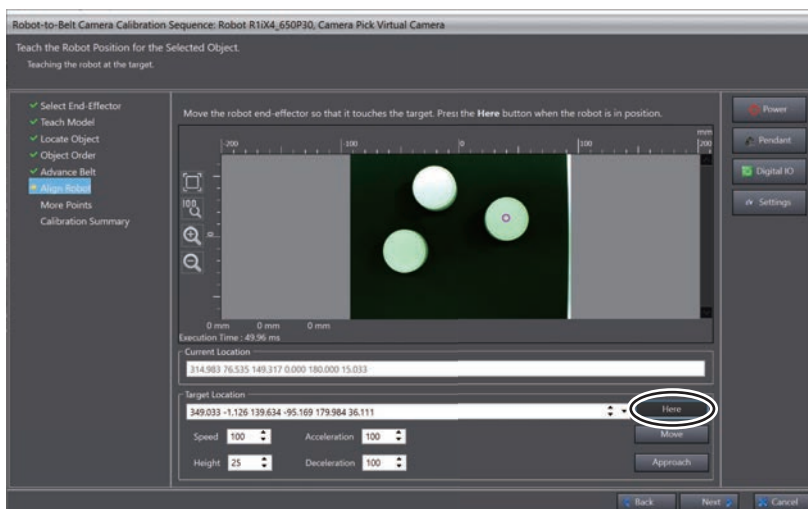 Robot-to-Belt Camera Calibration Sequence: Robot R1iX4_650P30, Camera Pick Virtual Camera
Teach the Robot Position for the Selected Object.
Teaching the robot at the target.
Select End-Effector
Teach Model
Locate Object
Object Order
Advance Belt
Align Robot
More Points
Calibration Summary
Move the robot end-effector so that it touches the target. Press the Here button when the robot is in position.
mm
-200 -100 0 100 200
100
0
0 mm 0 mm 0 mm
Execution Time : 49.96 ms
Current Location
314.983 76.535 149.317 0.000 180.000 15.033
Target Location
349.033 -1.126 139.634 -95.169 179.984 36.111
Here
Speed 100 Acceleration 100 Move
Height 25 Deceleration 100 Approach
Power
Pendant
Digital IO
Settings
Back Next Cancel